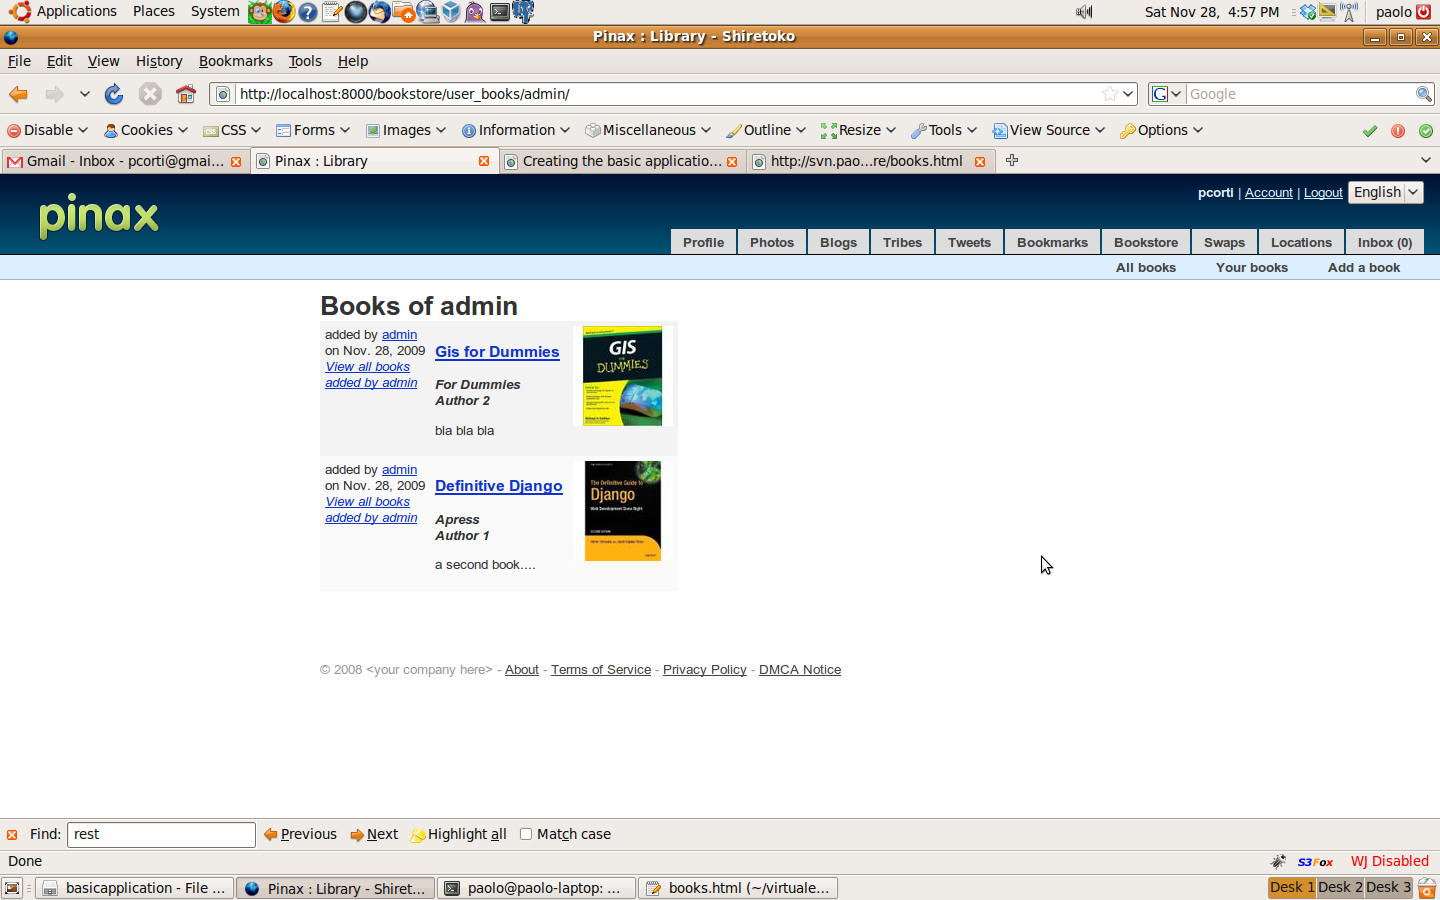 Applications Places System Sat Nov 28, 4:57 PM paolo
Pinax : Library - Shiretoko
File Edit View History Bookmarks Tools Help
http://localhost:8000/bookstore/user_books/admin/ G Google
Disable Cookies CSS Forms Images Information Miscellaneous Outline Resize Tools View Source Options
Gmail - Inbox - pcorti@gmai... Pinax : Library Creating the basic applicatio... http://svn.pao...re/books.html
pinax
pcorti | Account | Logout English
Profile Photos Blogs Tribes Tweets Bookmarks Bookstore Swaps Locations Inbox (0)
All books Your books Add a book
Books of admin
added by admin
on Nov. 28, 2009
View all books
added by admin
Gis for Dummies
For Dummies
Author 2
bla bla bla
GIS
FOR
DUMMIES
added by admin
on Nov. 28, 2009
View all books
added by admin
Definitive Django
Apress
Author 1
a second book....
The Definitive Guide to
Django
Web Development Done Right
© 2008 <your company here> - About - Terms of Service - Privacy Policy - DMCA Notice
Find: rest Previous Next Highlight all Match case
Done S3Fox WJ Disabled
basicapplication - File ... Pinax : Library - Shiret... paolo@paolo-laptop: ... books.html (~/virtuale... Desk 1 Desk 2 Desk 3